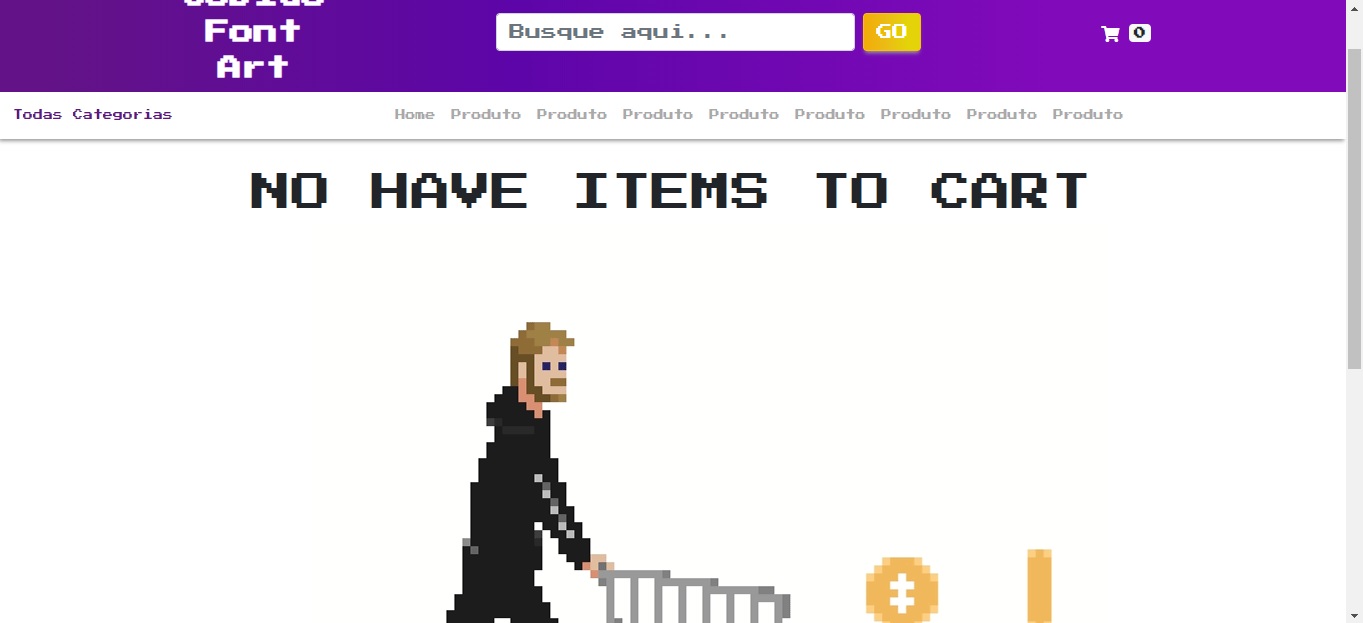 Font
Art
Busque aqui...
GO
0
Todas Categorias
Home Produto Produto Produto Produto Produto Produto Produto Produto
NO HAVE ITEMS TO CART